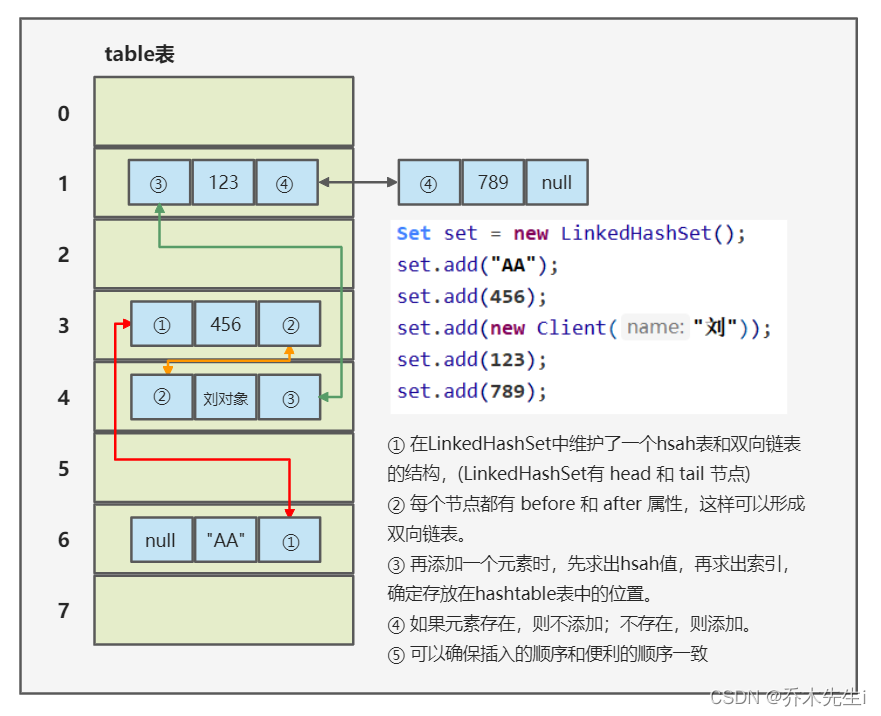 table表
0
1
③ 123 ④
④ 789 null
2
3
① 456 ②
4
② 刘对象 ③
5
6
null "AA" ①
7
Set set = new LinkedHashSet();
set.add("AA");
set.add(456);
set.add(new Client( name: "刘"));
set.add(123);
set.add(789);
① 在LinkedHashSet中维护了一个hsah表和双向链表
的结构，(LinkedHashSet有 head 和 tail 节点)
② 每个节点都有 before 和 after 属性，这样可以形成
双向链表。
③ 再添加一个元素时，先求出hsah值，再求出索引，
确定存放在hashtable表中的位置。
④ 如果元素存在，则不添加；不存在，则添加。
⑤ 可以确保插入的顺序和便利的顺序一致
CSDN @乔木先生i